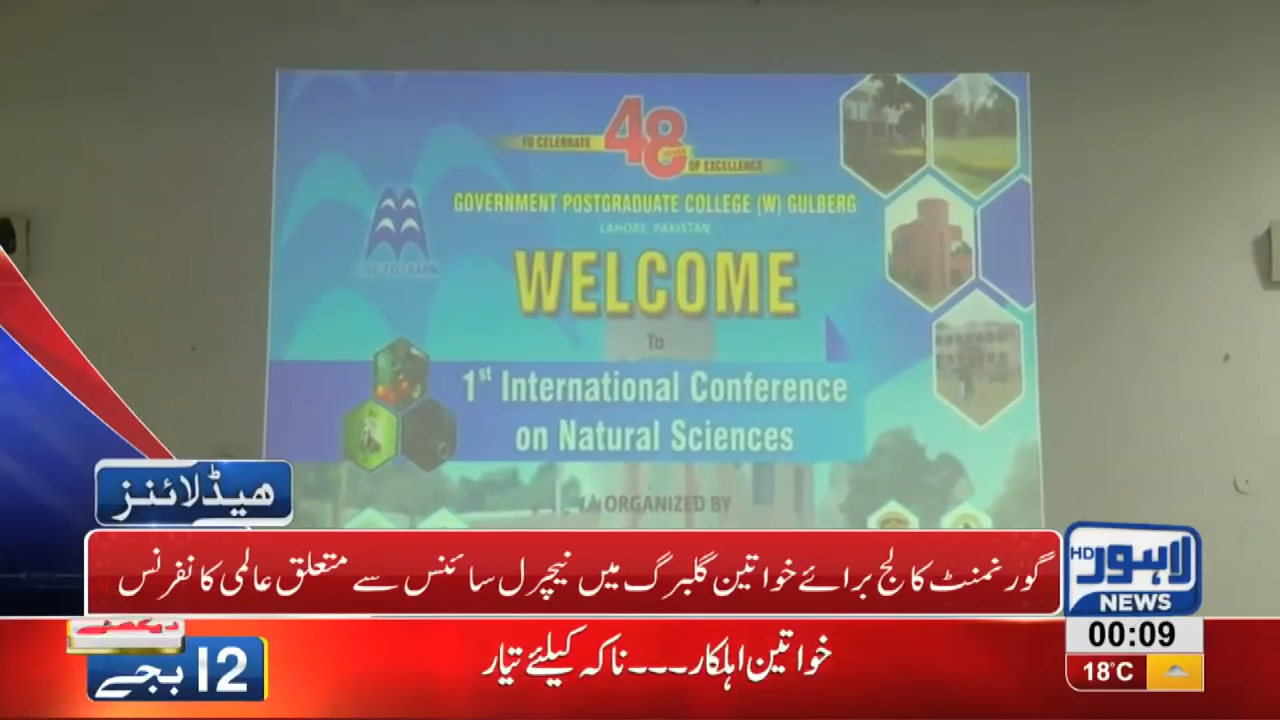 TO CELEBRATE
48
OF EXCELLENCE
GOVERNMENT POSTGRADUATE COLLEGE (W) GULBERG
LAHORE, PAKISTAN
WELCOME
To
1st International Conference
on Natural Sciences
ORGANIZED BY
ہیڈلائنز
گورنمنٹ کالج برائے خواتین گلبرگ میں نیچرل سائنس سے متعلق عالمی کانفرنس
HD
لاہور
NEWS
00:09
18°C
دیکھئے
12 بجے
خواتین اہلکار۔۔۔ناکہ کیلئے تیار